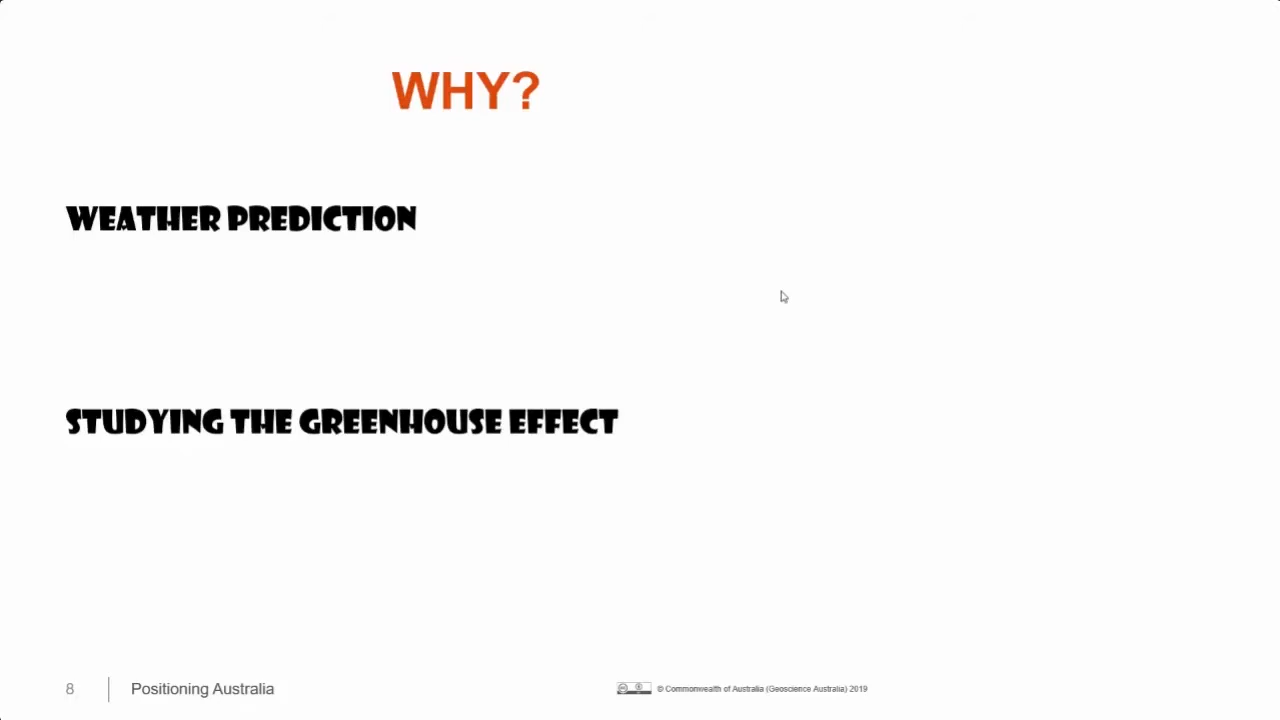 WHY?
WEATHER PREDICTION
STUDYING THE GREENHOUSE EFFECT
8
Positioning Australia
© Commonwealth of Australia (Geoscience Australia) 2019